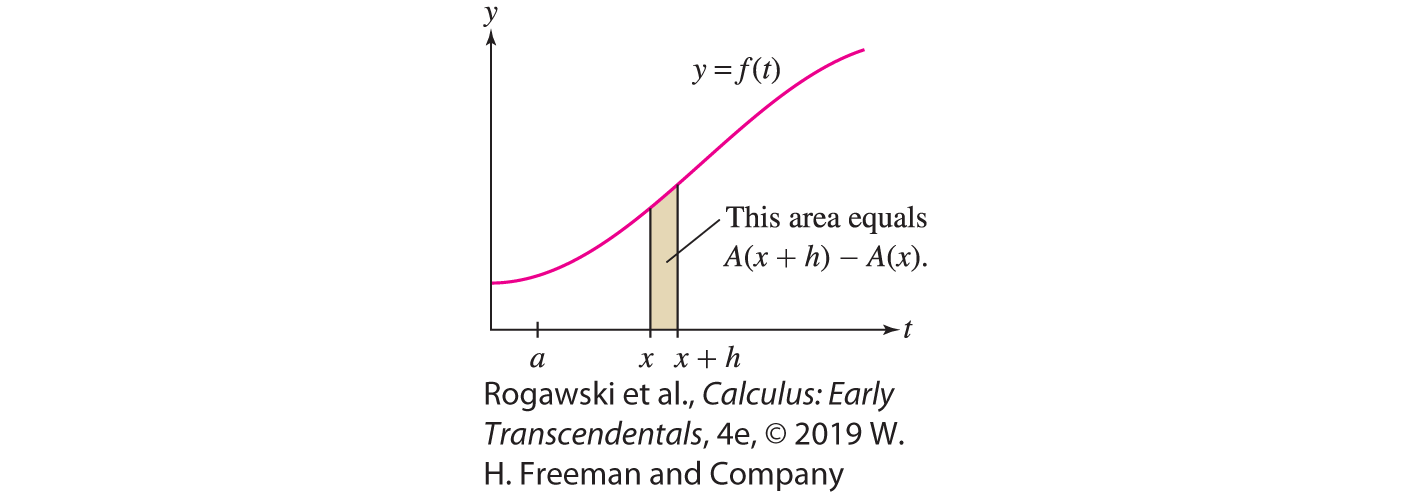 y
y = f(t)
This area equals
A(x + h) − A(x).
t
a x x + h
Rogawski et al., Calculus: Early
Transcendentals, 4e, © 2019 W.
H. Freeman and Company